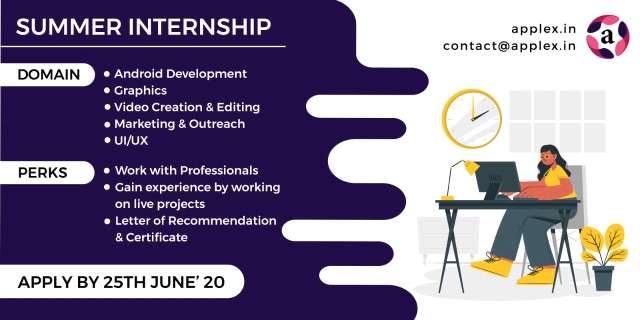 SUMMER INTERNSHIP
applex.in
contact@applex.in
a
DOMAIN
Android Development
Graphics
Video Creation & Editing
Marketing & Outreach
UI/UX
PERKS
Work with Professionals
Gain experience by working
on live projects
Letter of Recommendation
& Certificate
APPLY BY 25TH JUNE' 20